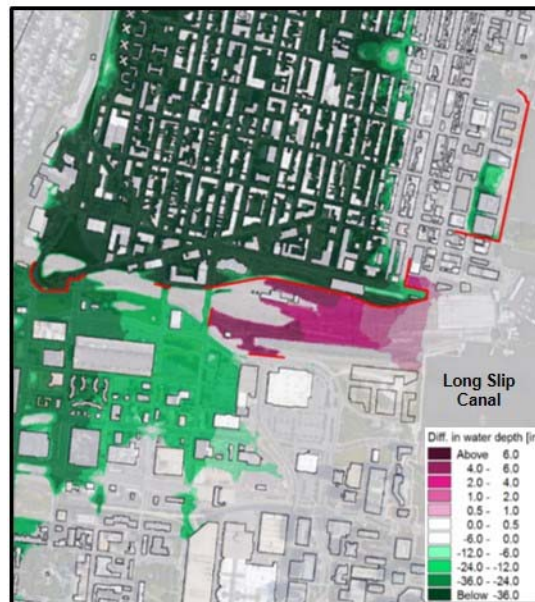 Long Slip
Canal
Diff. in water depth [in
Above 6.0
4.0 - 6.0
2.0 - 4.0
1.0 - 2.0
0.5 - 1.0
0.0 - 0.5
-6.0 - 0.0
-12.0 - -6.0
-24.0 - -12.0
-36.0 - -24.0
Below -36.0